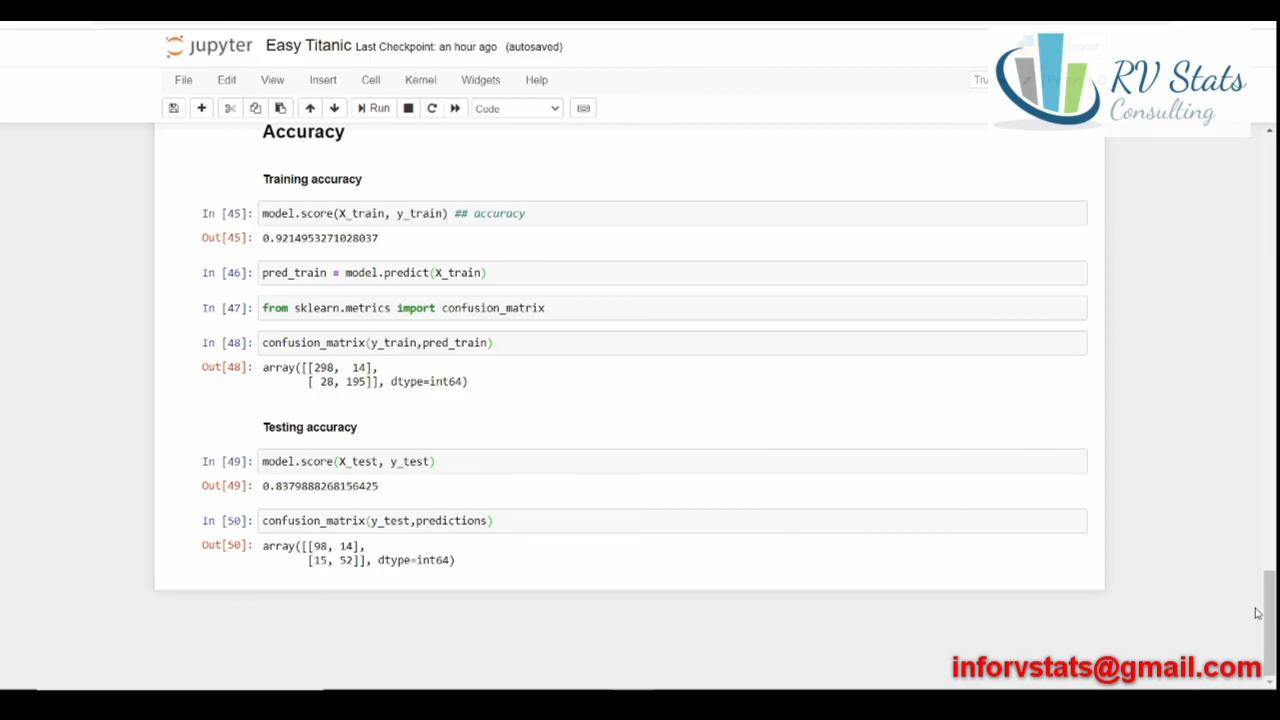 jupyter Easy Titanic Last Checkpoint: an hour ago (autosaved)
Logout
RV Stats
Consulting
File Edit View Insert Cell Kernel Widgets Help
Run Code
Accuracy
Training accuracy
In [45]: model.score(X_train, y_train) ## accuracy
Out[45]: 0.9214953271028037
In [46]: pred_train = model.predict(X_train)
In [47]: from sklearn.metrics import confusion_matrix
In [48]: confusion_matrix(y_train,pred_train)
Out[48]: array([[298, 14],
[ 28, 195]], dtype=int64)
Testing accuracy
In [49]: model.score(X_test, y_test)
Out[49]: 0.8379888268156425
In [50]: confusion_matrix(y_test,predictions)
Out[50]: array([[98, 14],
[15, 52]], dtype=int64)
inforvstats@gmail.com